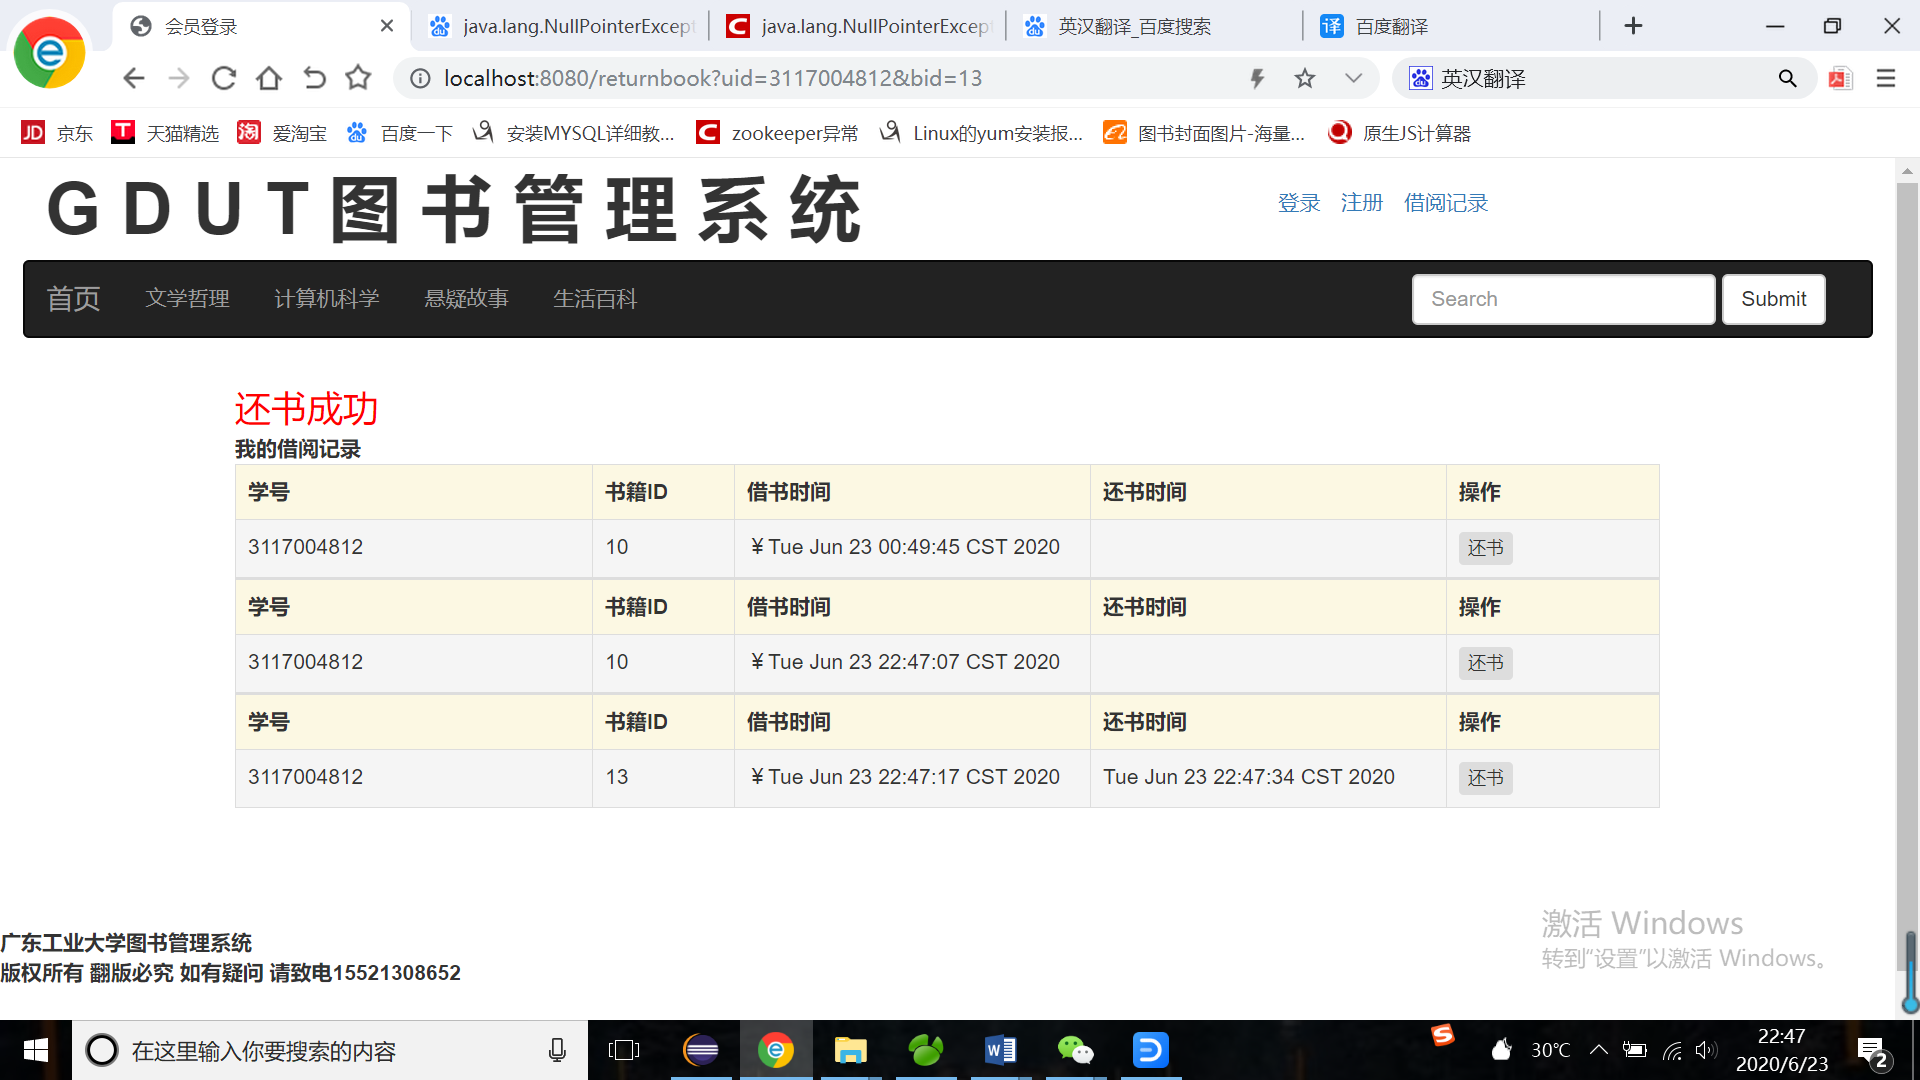 会员登录
java.lang.NullPointerExcept
java.lang.NullPointerExcep
英汉翻译_百度搜索
译 百度翻译
localhost:8080/returnbook?uid=3117004812&bid=13
英汉翻译
JD 京东
T 天猫精选
淘 爱淘宝
百度一下
安装MYSQL详细教...
C zookeeper异常
Linux的yum安装报...
图书封面图片-海量...
原生JS计算器
GDUT图书管理系统
登录 注册 借阅记录
首页 文学哲理 计算机科学 悬疑故事 生活百科 Search Submit
还书成功
我的借阅记录
学号 书籍ID 借书时间 还书时间 操作
3117004812 10 ¥Tue Jun 23 00:49:45 CST 2020 还书
学号 书籍ID 借书时间 还书时间 操作
3117004812 10 ¥Tue Jun 23 22:47:07 CST 2020 还书
学号 书籍ID 借书时间 还书时间 操作
3117004812 13 ¥Tue Jun 23 22:47:17 CST 2020 Tue Jun 23 22:47:34 CST 2020 还书
激活 Windows
转到“设置”以激活 Windows。
广东工业大学图书管理系统
版权所有 翻版必究 如有疑问 请致电15521308652
在这里输入你要搜索的内容
30℃
22:47
2020/6/23
2